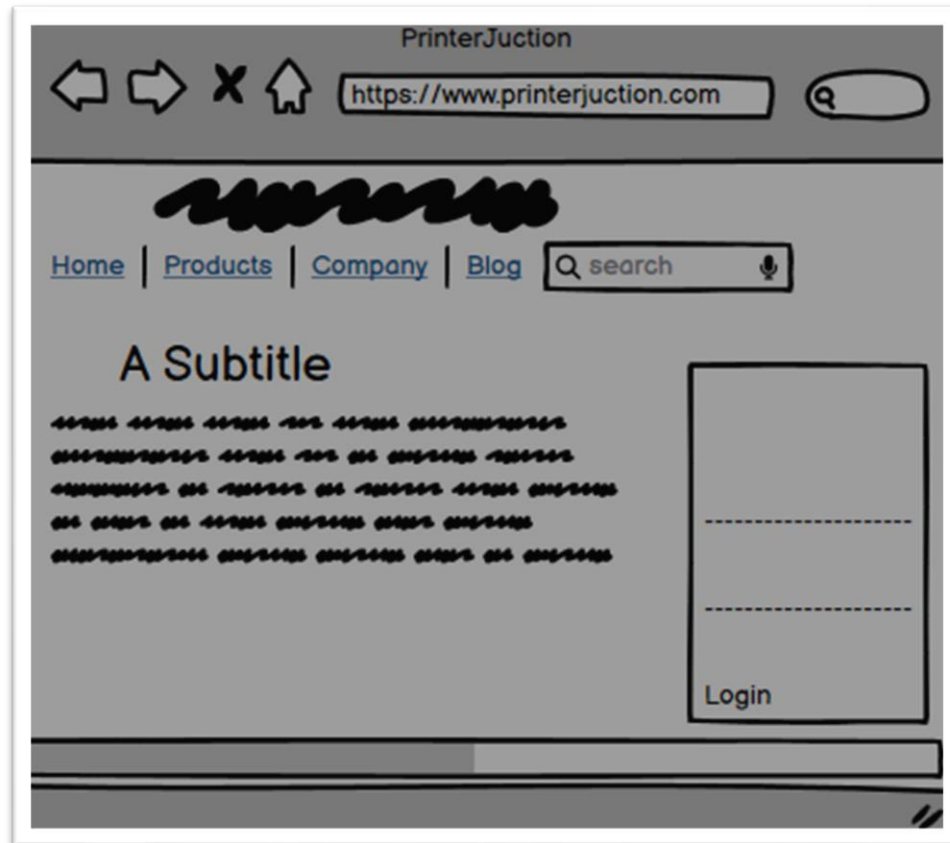 PrinterJuction
https://www.printerjuction.com
Home Products Company Blog search
A Subtitle
Login